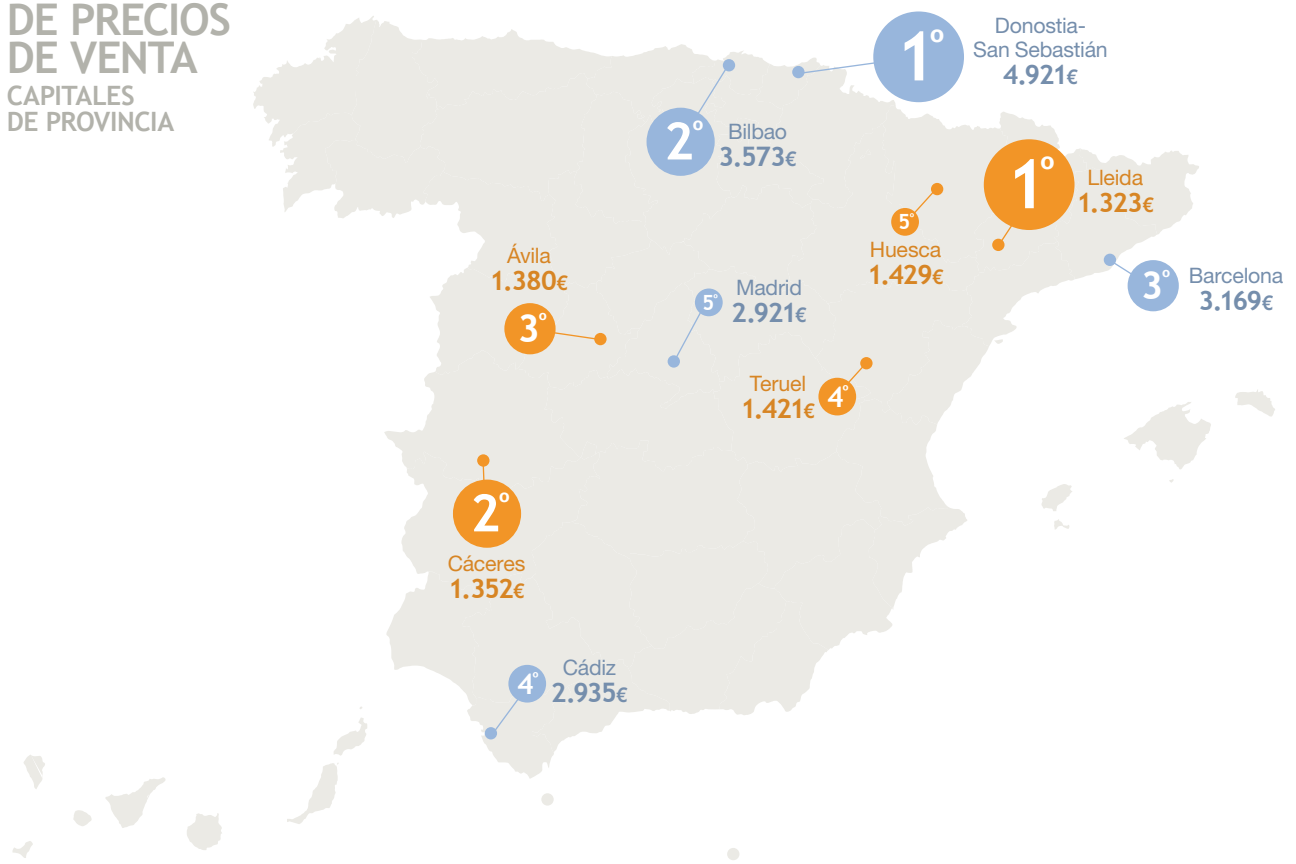 DE PRECIOS
DE VENTA
CAPITALES
DE PROVINCIA
1º
Donostia-
San Sebastián
4.921€
2º
Bilbao
3.573€
1º
Lleida
1.323€
5º
Huesca
1.429€
3º
Barcelona
3.169€
Ávila
1.380€
3º
5º
Madrid
2.921€
Teruel
1.421€
4º
2º
Cáceres
1.352€
4º
Cádiz
2.935€